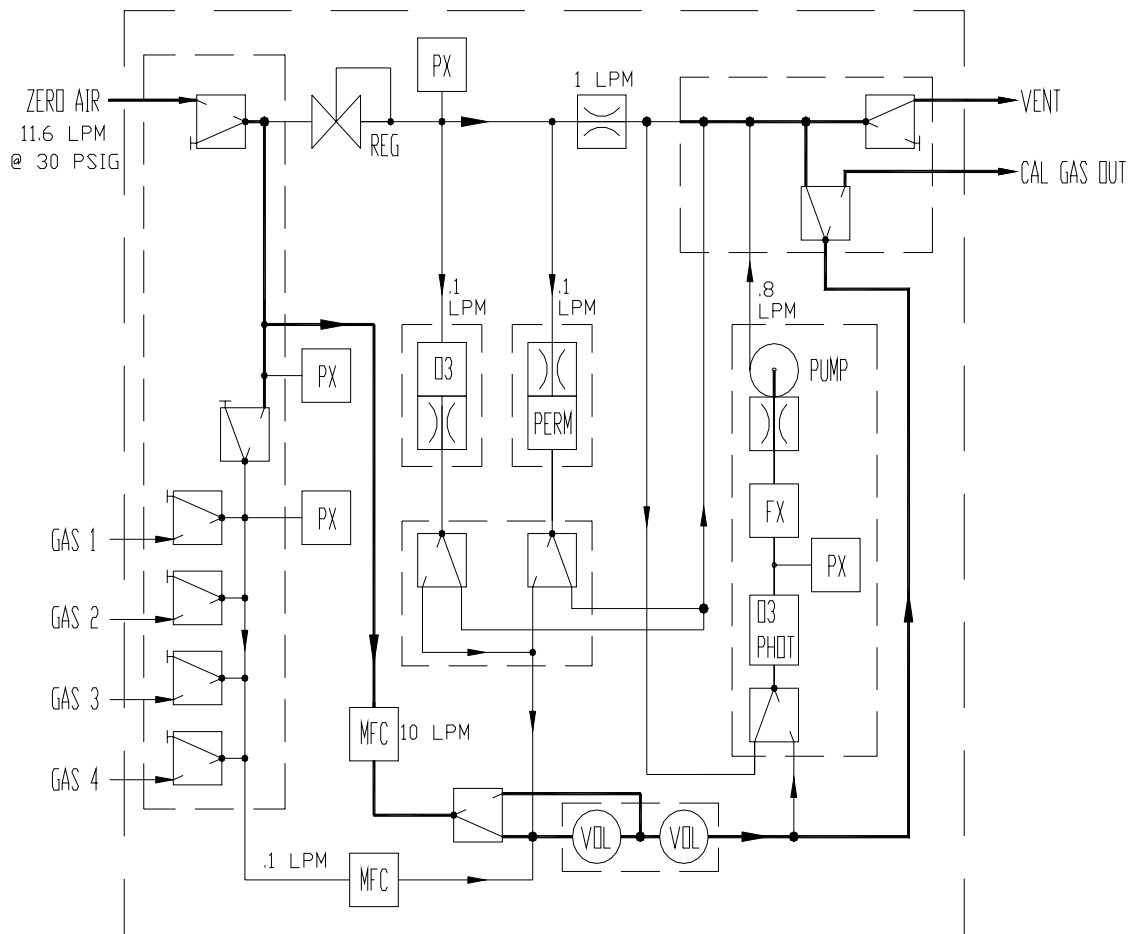 ZERO AIR
11.6 LPM
@ 30 PSIG
PX
REG
1 LPM
VENT
CAL GAS OUT
.1
LPM
.1
LPM
.8
LPM
O3
PERM
PUMP
PX
FX
PX
PX
O3
PHOT
GAS 1
GAS 2
GAS 3
GAS 4
MFC
10 LPM
VOL
VOL
.1 LPM
MFC